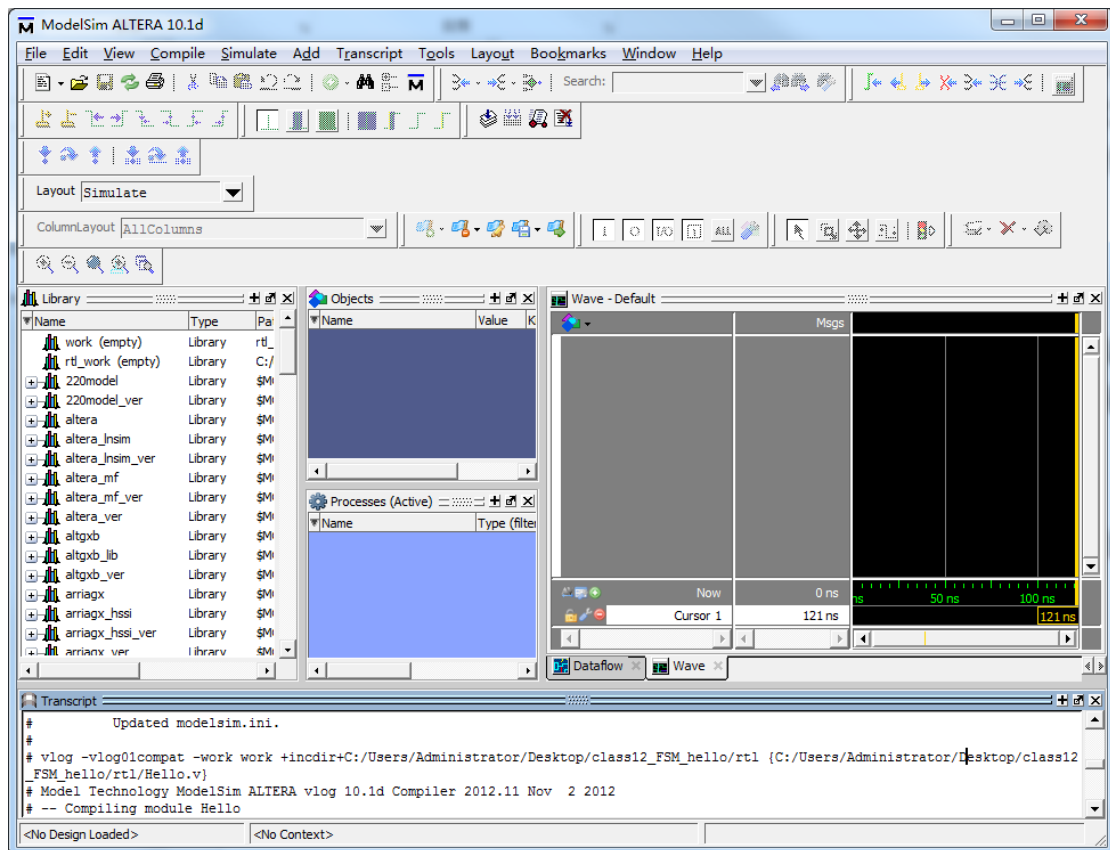 ModelSim ALTERA 10.1d
File Edit View Compile Simulate Add Transcript Tools Layout Bookmarks Window Help
Search:
Layout Simulate
ColumnLayout AllColumns
I O I/O ALL
Library
Name Type Pa
work (empty) Library rtl_
rtl_work (empty) Library C:/
220model Library $M
220model_ver Library $M
altera Library $M
altera_lnsim Library $M
altera_lnsim_ver Library $M
altera_mf Library $M
altera_mf_ver Library $M
altera_ver Library $M
altgxb Library $M
altgxb_lib Library $M
altgxb_ver Library $M
arriagx Library $M
arriagx_hssi Library $M
arriagx_hssi_ver Library $M
arriagx_ver Library $M
Objects
Name Value K
Processes (Active)
Name Type (filter
Wave - Default
Msgs
Now 0 ns
ns 50 ns 100 ns
Cursor 1 121 ns
121 ns
Dataflow Wave
Transcript
# Updated modelsim.ini.
#
# vlog -vlog01compat -work work +incdir+C:/Users/Administrator/Desktop/class12_FSM_hello/rtl {C:/Users/Administrator/Desktop/class12
_FSM_hello/rtl/Hello.v}
# Model Technology ModelSim ALTERA vlog 10.1d Compiler 2012.11 Nov 2 2012
# -- Compiling module Hello
<No Design Loaded> <No Context>